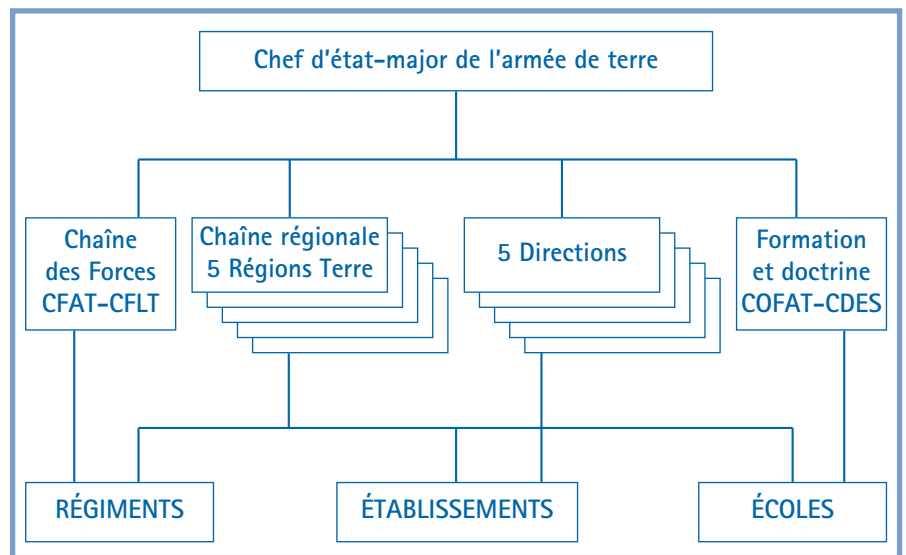 Chef d'état-major de l'armée de terre
Chaîne
des Forces
CFAT-CFLT
Chaîne régionale
5 Régions Terre
5 Directions
Formation
et doctrine
COFAT-CDES
RÉGIMENTS
ÉTABLISSEMENTS
ÉCOLES